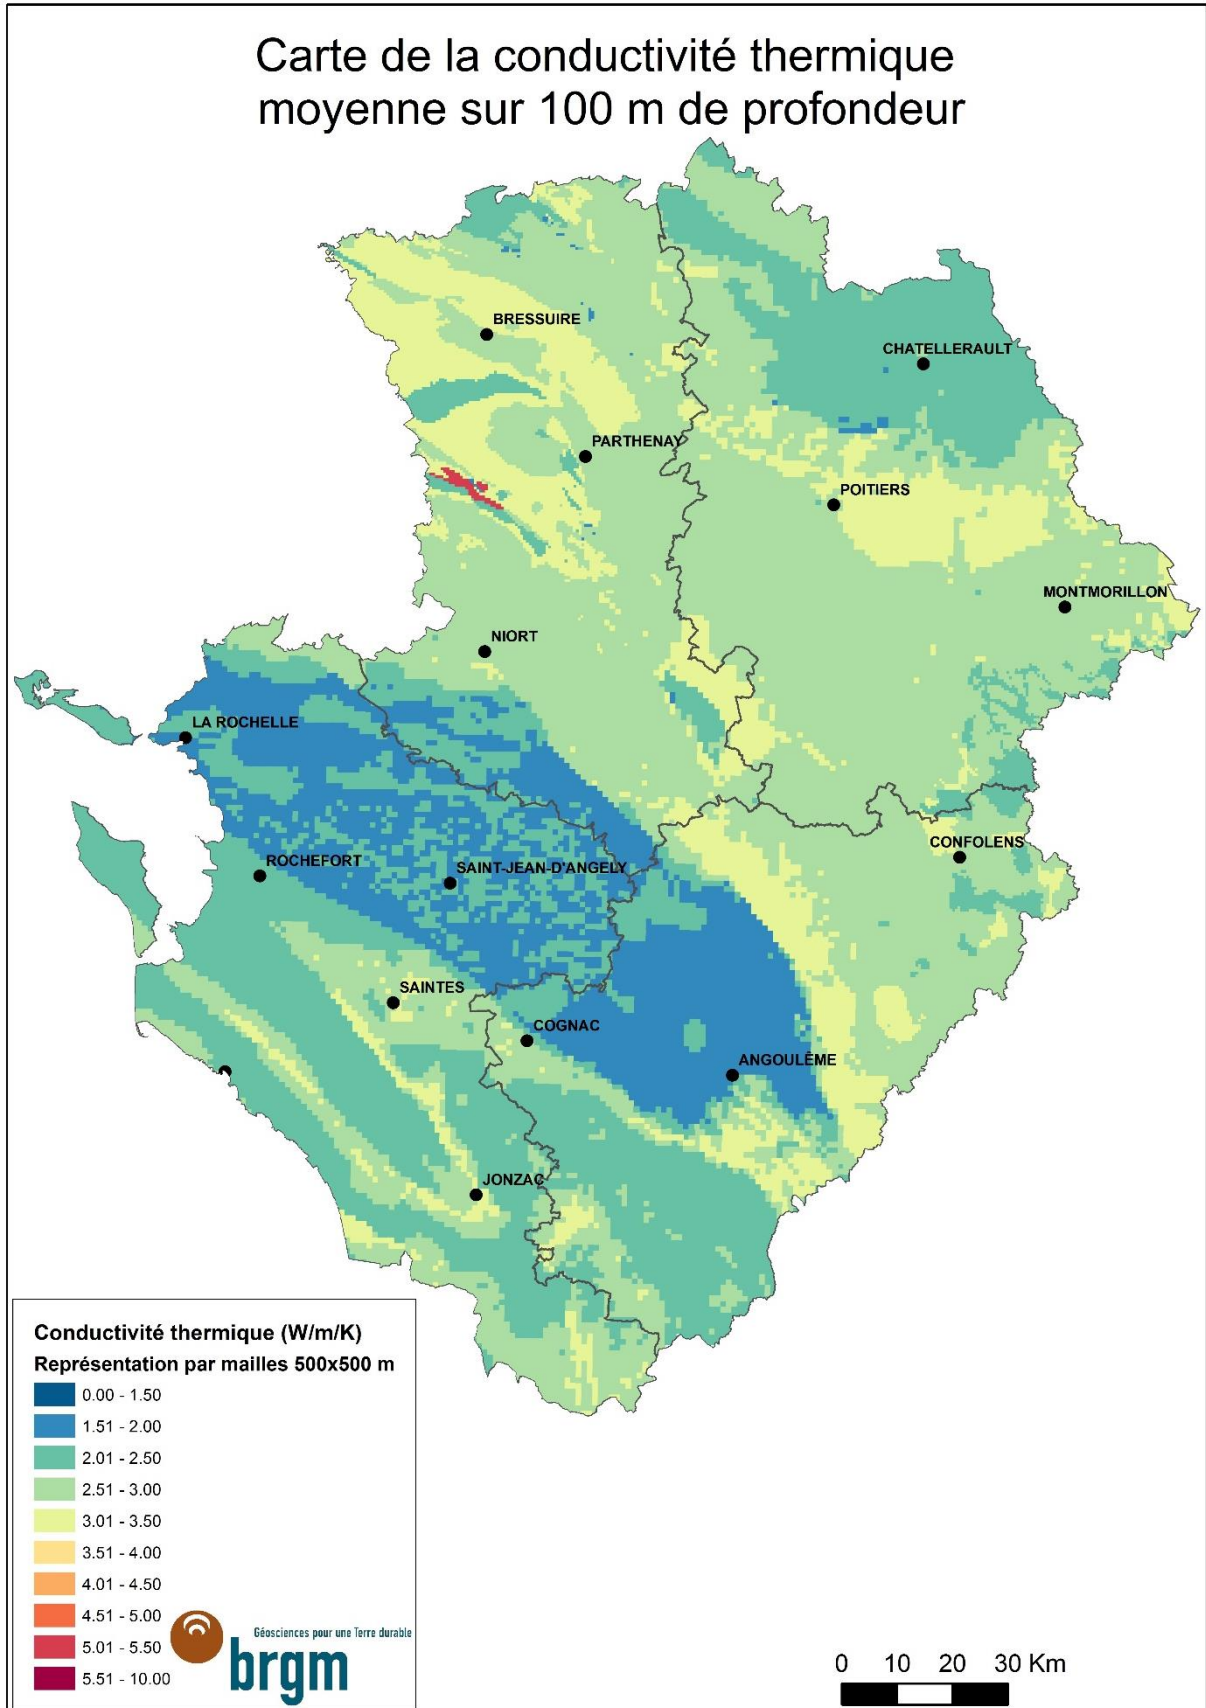 Carte de la conductivité thermique
moyenne sur 100 m de profondeur
BRESSUIRE
CHATELLERAULT
PARTHENAY
POITIERS
MONTMORILLON
NIORT
LA ROCHELLE
CONFOLENS
ROCHEFORT
SAINT-JEAN-D'ANGELY
SAINTES
COGNAC
ANGOULÊME
JONZAC
Conductivité thermique (W/m/K)
Représentation par mailles 500x500 m
0.00 - 1.50
1.51 - 2.00
2.01 - 2.50
2.51 - 3.00
3.01 - 3.50
3.51 - 4.00
4.01 - 4.50
4.51 - 5.00
5.01 - 5.50
5.51 - 10.00
Géosciences pour une Terre durable
brgm
0 10 20 30 Km